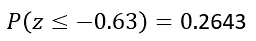 P(z ≤ −0.63) = 0.2643